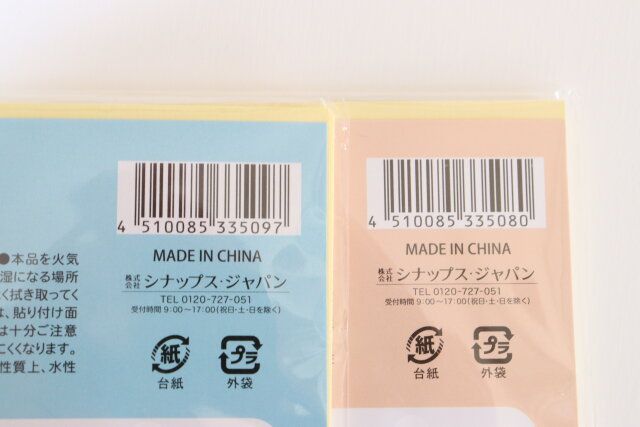 4 510085 335097
MADE IN CHINA
株式会社 シナップス・ジャパン
TEL 0120-727-051
受付時間 9:00～17:00(祝日・土・日を除く)
紙
台紙
プラ
外袋
●本品を火気
湿になる場所
く拭き取ってく
は、貼り付け面
は十分ご注意
こくくなります。
性質上、水性
4 510085 335080
MADE IN CHINA
株式会社 シナップス・ジャパン
TEL 0120-727-051
受付時間 9:00～17:00(祝日・土・日を除く)
紙
台紙
プラ
外袋